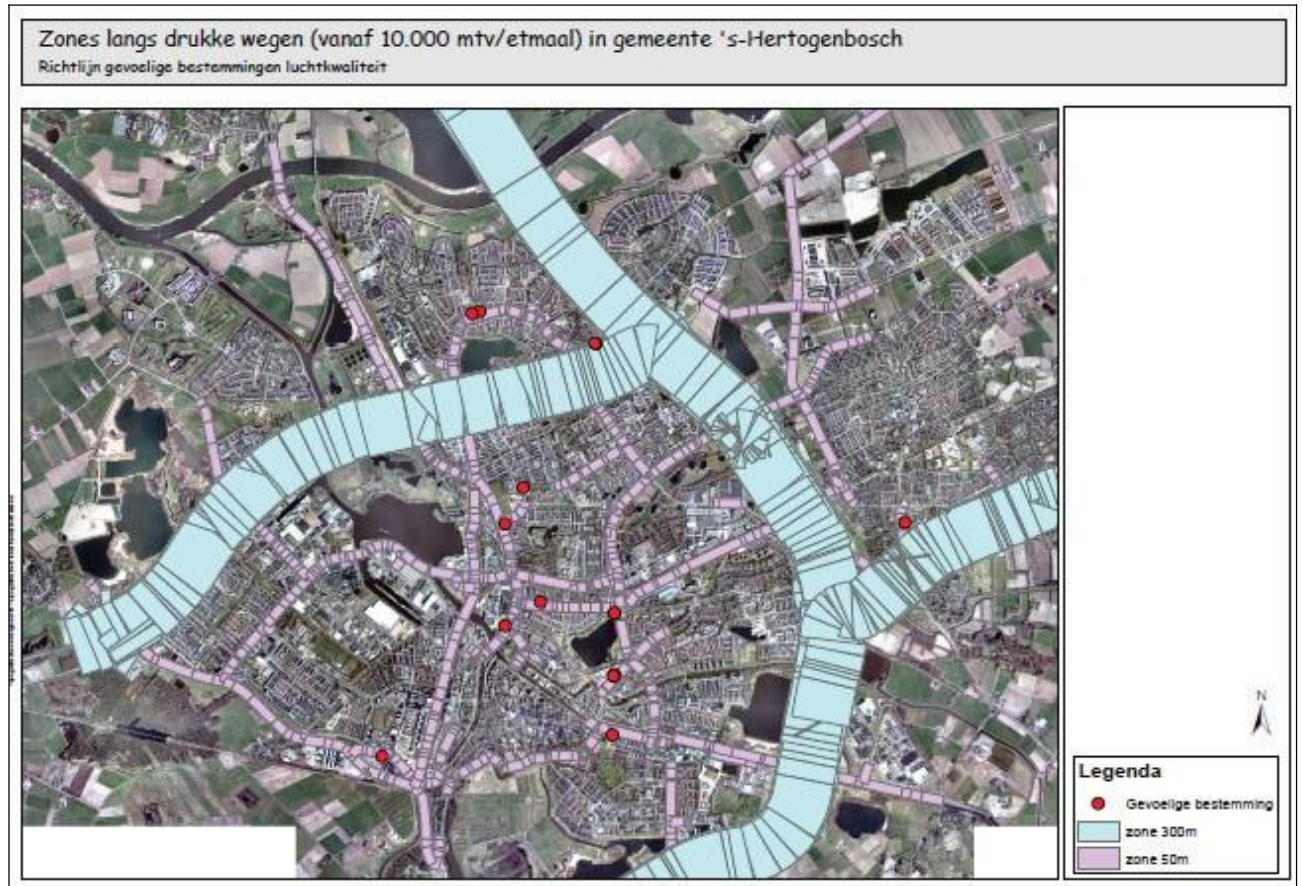 Zones langs drukke wegen (vanaf 10.000 mtv/etmaal) in gemeente 's-Hertogenbosch
Richtlijn gevoelige bestemmingen luchtkwaliteit
N
Legenda
Gevoelige bestemming
zone 300m
zone 50m